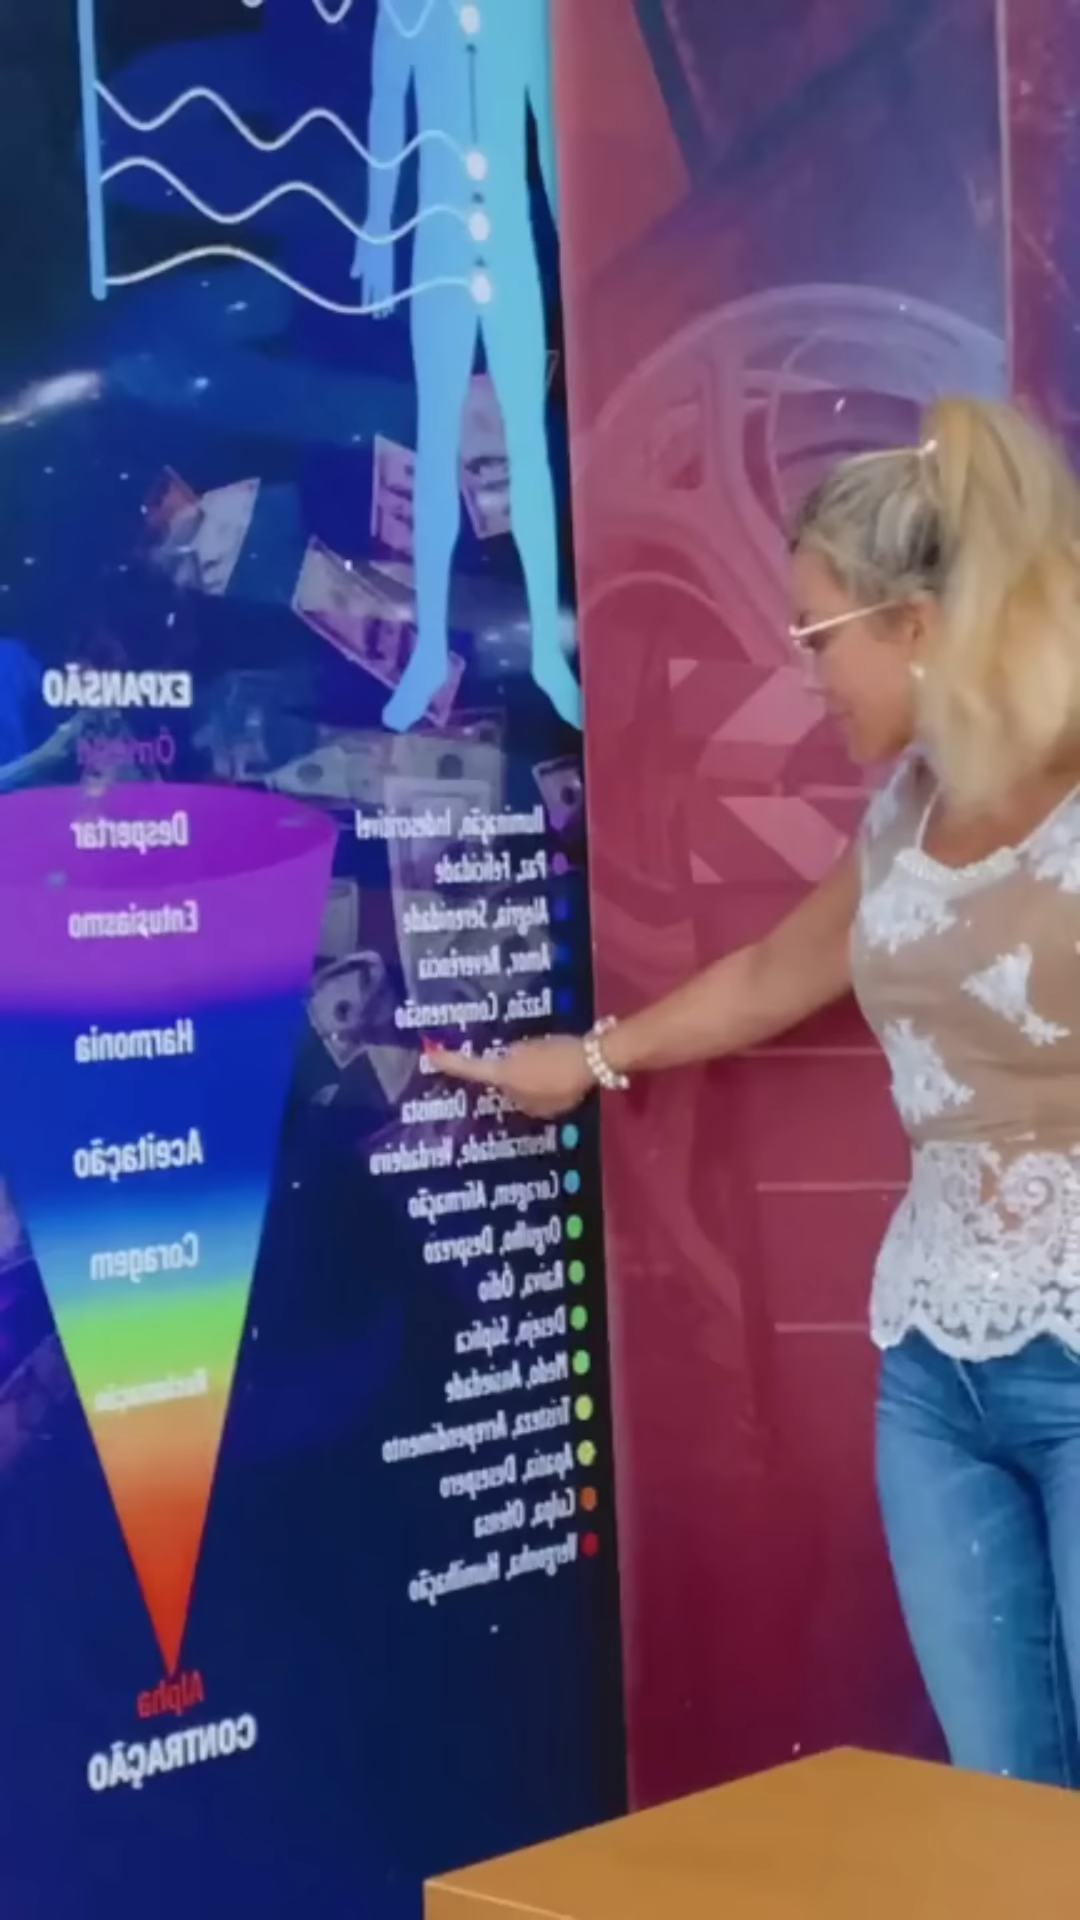 EXPANSÃO
Ômega
Despertar
Entusiasmo
Harmonia
Aceitação
Coragem
Alpha
CONTRAÇÃO
Iluminação, Indescritível
Paz, Felicidade
Alegria, Serenidade
Amor, Reverência
Razão, Compreensão
Otimista
Neutralidade, Verdadeiro
Coragem, Afirmação
Orgulho, Desprezo
Raiva, Ódio
Desejo, Súplica
Medo, Ansiedade
Tristeza, Arrependimento
Apatia, Desespero
Culpa, Ofensa
Vergonha, Humilhação